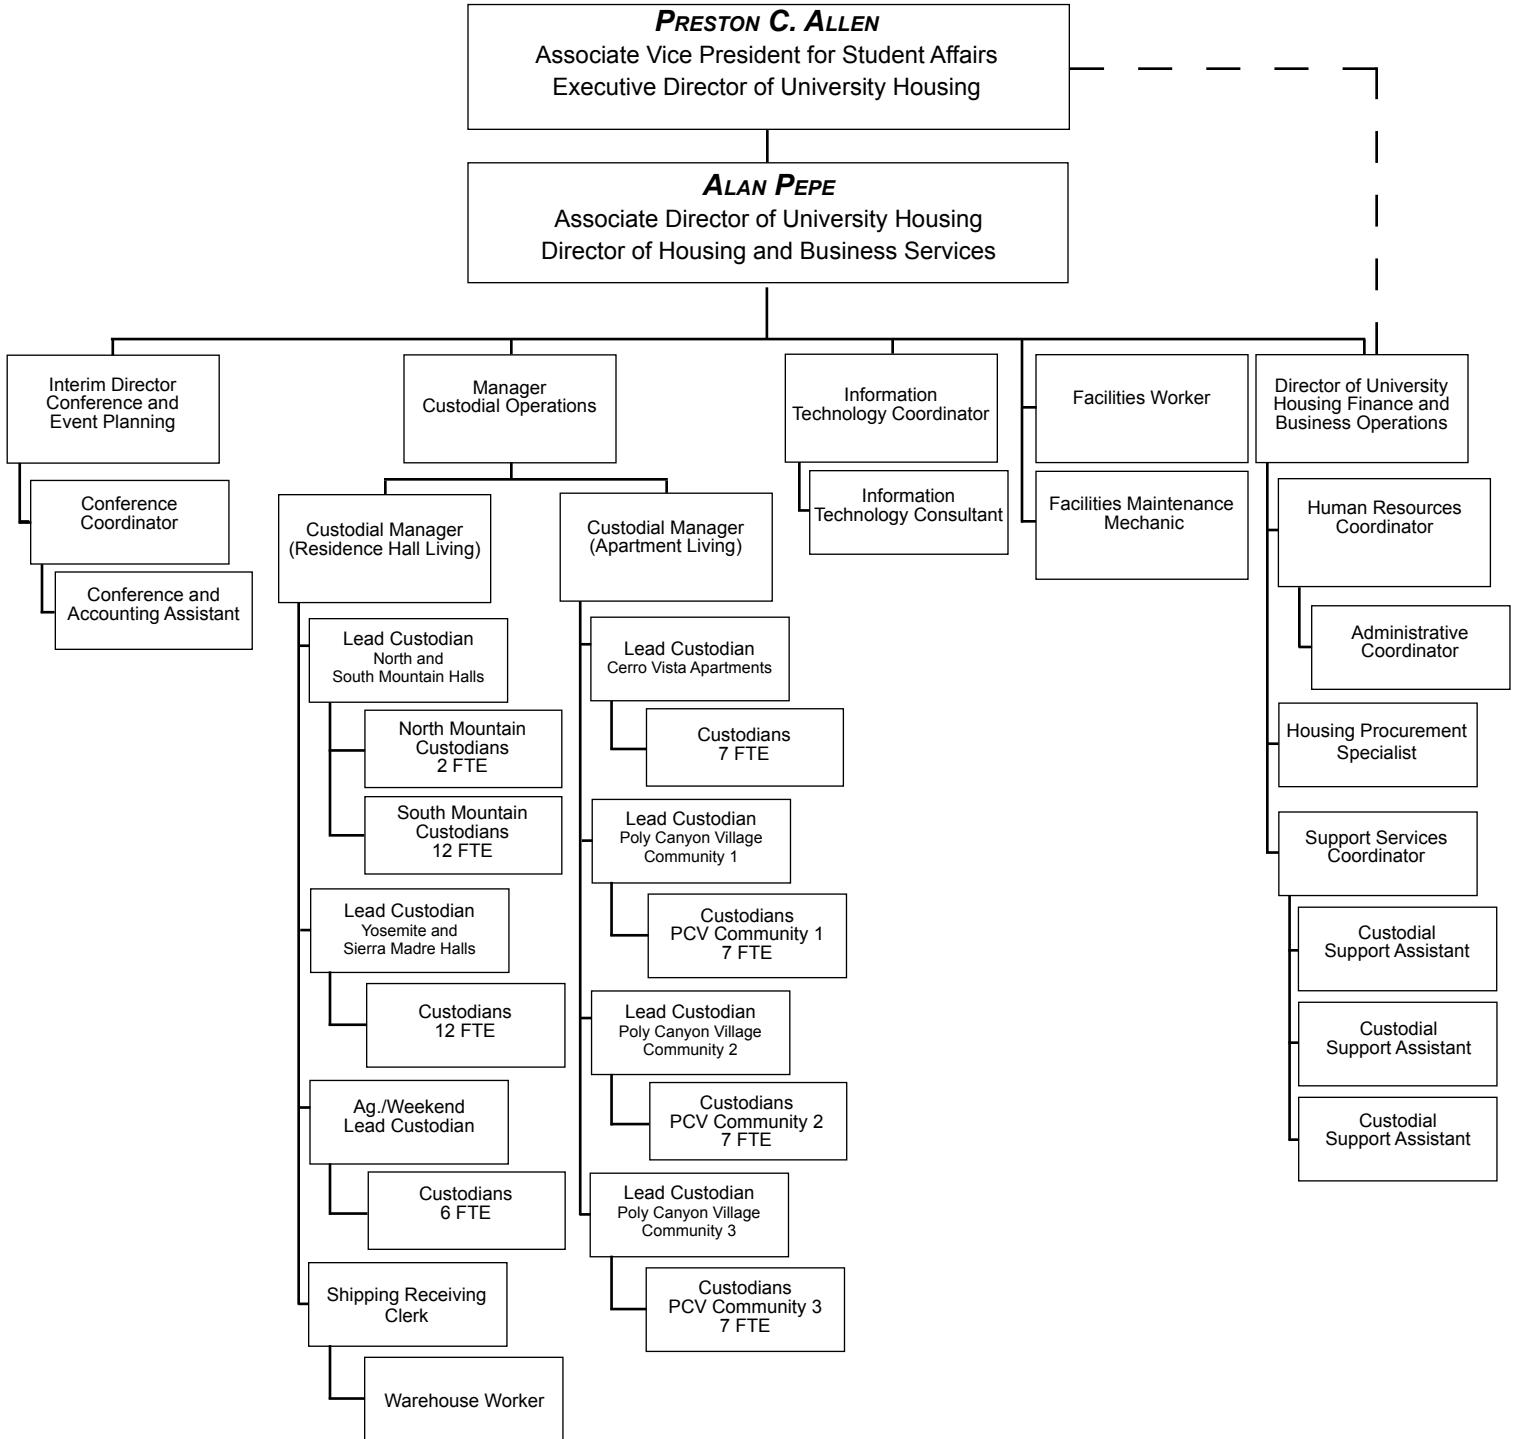 PRESTON C. ALLEN
Associate Vice President for Student Affairs
Executive Director of University Housing
ALAN PEPE
Associate Director of University Housing
Director of Housing and Business Services
Interim Director
Conference and
Event Planning
Conference
Coordinator
Conference and
Accounting Assistant
Manager
Custodial Operations
Custodial Manager
(Residence Hall Living)
Lead Custodian
North and
South Mountain Halls
North Mountain
Custodians
2 FTE
South Mountain
Custodians
12 FTE
Lead Custodian
Yosemite and
Sierra Madre Halls
Custodians
12 FTE
Ag./Weekend
Lead Custodian
Custodians
6 FTE
Shipping Receiving
Clerk
Warehouse Worker
Custodial Manager
(Apartment Living)
Lead Custodian
Cerro Vista Apartments
Custodians
7 FTE
Lead Custodian
Poly Canyon Village
Community 1
Custodians
PCV Community 1
7 FTE
Lead Custodian
Poly Canyon Village
Community 2
Custodians
PCV Community 2
7 FTE
Lead Custodian
Poly Canyon Village
Community 3
Custodians
PCV Community 3
7 FTE
Information
Technology Coordinator
Information
Technology Consultant
Facilities Worker
Facilities Maintenance
Mechanic
Director of University
Housing Finance and
Business Operations
Human Resources
Coordinator
Administrative
Coordinator
Housing Procurement
Specialist
Support Services
Coordinator
Custodial
Support Assistant
Custodial
Support Assistant
Custodial
Support Assistant